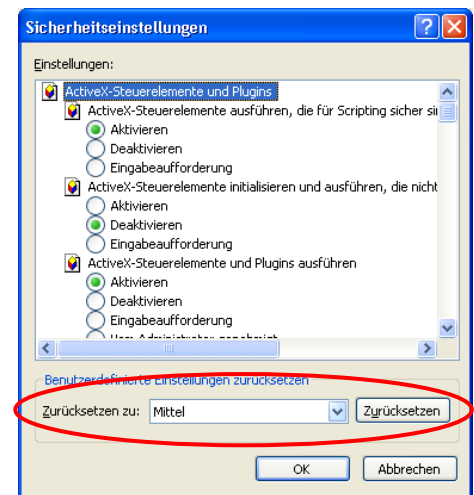 Sicherheitseinstellungen
Einstellungen:
ActiveX-Steuerelemente und Plugins
ActiveX-Steuerelemente ausführen, die für Scripting sicher
Aktivieren
Deaktivieren
Eingabeaufforderung
ActiveX-Steuerelemente initialisieren und ausführen, die nicht
Aktivieren
Deaktivieren
Eingabeaufforderung
ActiveX-Steuerelemente und Plugins ausführen
Aktivieren
Deaktivieren
Eingabeaufforderung
Benutzerdefinierte Einstellungen zurücksetzen
Zurücksetzen zu: Mittel Zurücksetzen
OK Abbrechen